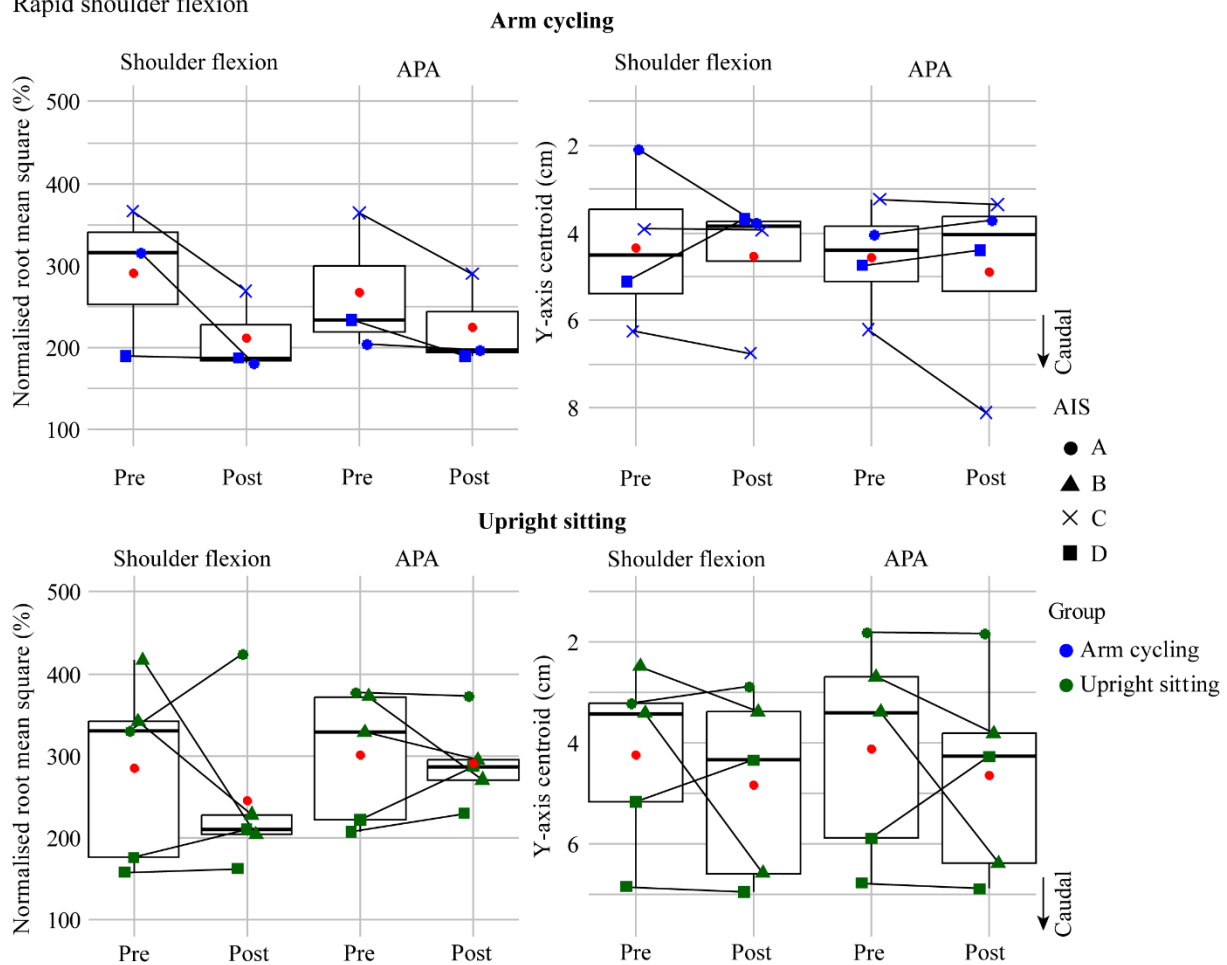 Rapid shoulder flexion
Arm cycling
Shoulder flexion
APA
Normalised root mean square (%)
500
400
300
200
100
Pre
Post
Pre
Post
Shoulder flexion
APA
Y-axis centroid (cm)
2
4
6
8
Pre
Post
Pre
Post
Caudal
AIS
A
B
C
D
Group
Arm cycling
Upright sitting
Upright sitting
Shoulder flexion
APA
Normalised root mean square (%)
500
400
300
200
100
Pre
Post
Pre
Post
Shoulder flexion
APA
Y-axis centroid (cm)
2
4
6
Pre
Post
Pre
Post
Caudal